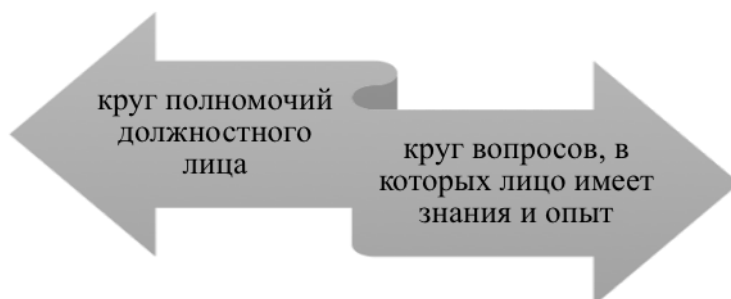 круг полномочий
должностного
лица
круг вопросов, в
которых лицо имеет
знания и опыт